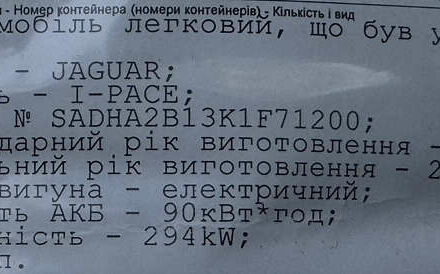 - Номер контейнера (номери контейнерів) - Кількість і вид
мобіль легковий, що був у
- JAGUAR;
ь - I-PACE;
№ SADHA2B13K1F71200;
дарний рік виготовлення -
ьний рік виготовлення - 2
вигуна - електричний;
ть АКБ - 90кВт*год;
ність - 294kW;
п.